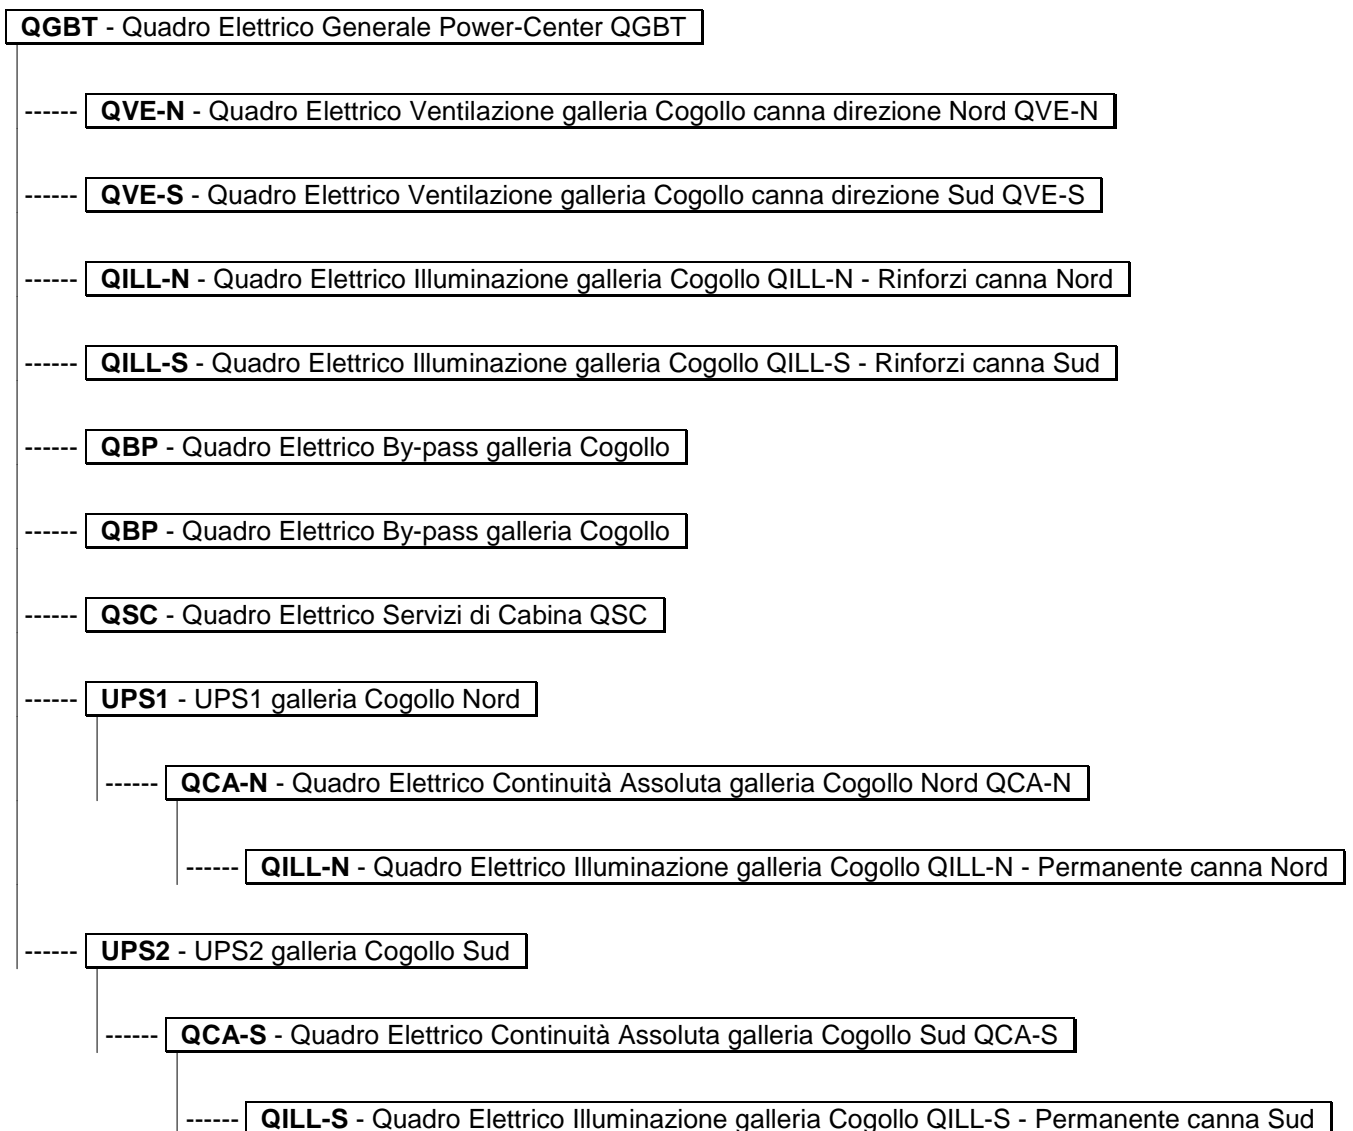 QGBT - Quadro Elettrico Generale Power-Center QGBT
------ QVE-N - Quadro Elettrico Ventilazione galleria Cogollo canna direzione Nord QVE-N
------ QVE-S - Quadro Elettrico Ventilazione galleria Cogollo canna direzione Sud QVE-S
------ QILL-N - Quadro Elettrico Illuminazione galleria Cogollo QILL-N - Rinforzi canna Nord
------ QILL-S - Quadro Elettrico Illuminazione galleria Cogollo QILL-S - Rinforzi canna Sud
------ QBP - Quadro Elettrico By-pass galleria Cogollo
------ QBP - Quadro Elettrico By-pass galleria Cogollo
------ QSC - Quadro Elettrico Servizi di Cabina QSC
------ UPS1 - UPS1 galleria Cogollo Nord
------ QCA-N - Quadro Elettrico Continuità Assoluta galleria Cogollo Nord QCA-N
------ QILL-N - Quadro Elettrico Illuminazione galleria Cogollo QILL-N - Permanente canna Nord
------ UPS2 - UPS2 galleria Cogollo Sud
------ QCA-S - Quadro Elettrico Continuità Assoluta galleria Cogollo Sud QCA-S
------ QILL-S - Quadro Elettrico Illuminazione galleria Cogollo QILL-S - Permanente canna Sud